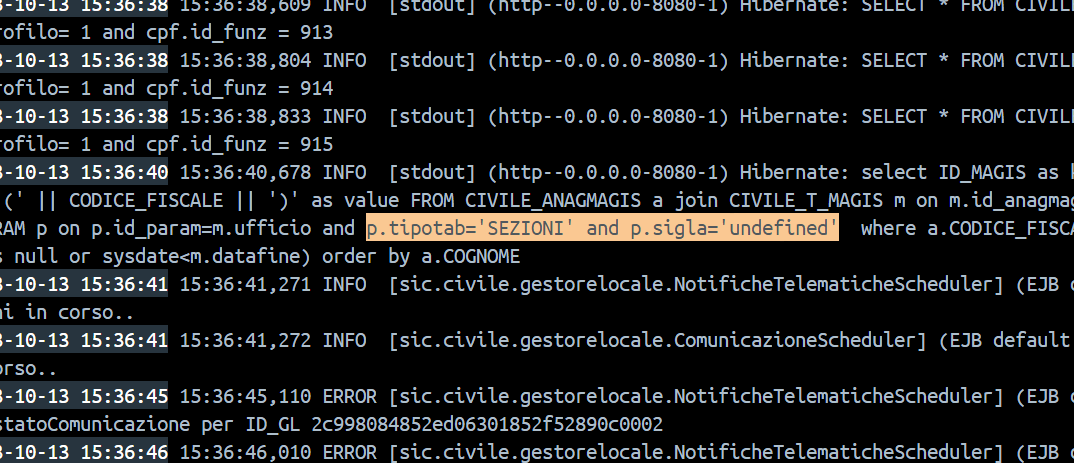 3-10-13 15:36:38 15:36:38,609 INFO [stdout] (http--0.0.0.0-8080-1) Hibernate: SELECT * FROM CIVILE
rofilo= 1 and cpf.id_funz = 913
3-10-13 15:36:38 15:36:38,804 INFO [stdout] (http--0.0.0.0-8080-1) Hibernate: SELECT * FROM CIVILE
rofilo= 1 and cpf.id_funz = 914
3-10-13 15:36:38 15:36:38,833 INFO [stdout] (http--0.0.0.0-8080-1) Hibernate: SELECT * FROM CIVILE
rofilo= 1 and cpf.id_funz = 915
3-10-13 15:36:40 15:36:40,678 INFO [stdout] (http--0.0.0.0-8080-1) Hibernate: select ID_MAGIS as k
'(' || CODICE_FISCALE || ')' as value FROM CIVILE_ANAGMAGIS a join CIVILE_T_MAGIS m on m.id_anagmag
RAM p on p.id_param=m.ufficio and p.tipotab='SEZIONI' and p.sigla='undefined' where a.CODICE_FISCA
s null or sysdate<m.datafine) order by a.COGNOME
3-10-13 15:36:41 15:36:41,271 INFO [sic.civile.gestorelocale.NotificheTelematicheScheduler] (EJB d
ni in corso..
3-10-13 15:36:41 15:36:41,272 INFO [sic.civile.gestorelocale.ComunicazioneScheduler] (EJB default
orso..
3-10-13 15:36:45 15:36:45,110 ERROR [sic.civile.gestorelocale.NotificheTelematicheScheduler] (EJB d
statoComunicazione per ID_GL 2c998084852ed06301852f52890c0002
3-10-13 15:36:46 15:36:46,010 ERROR [sic.civile.gestorelocale.NotificheTelematicheScheduler] (EJB d